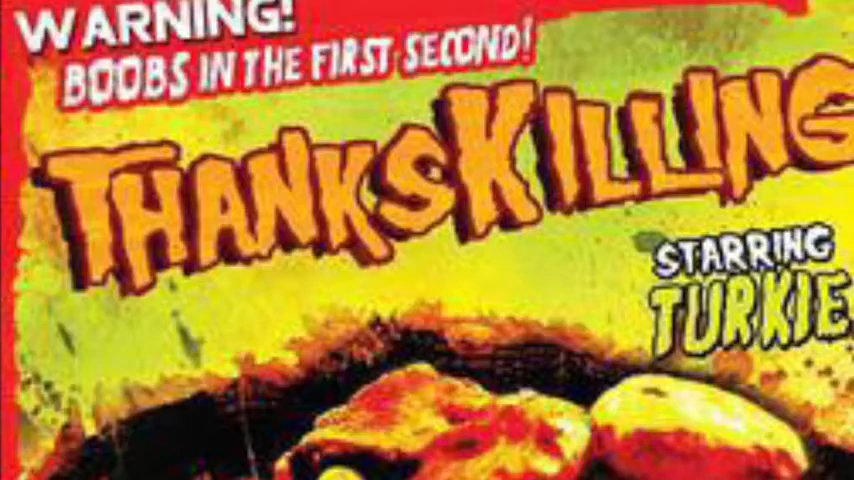 WARNING!
BOOBS IN THE FIRST SECOND!
THANKSKILLING
STARRING
TURKIE